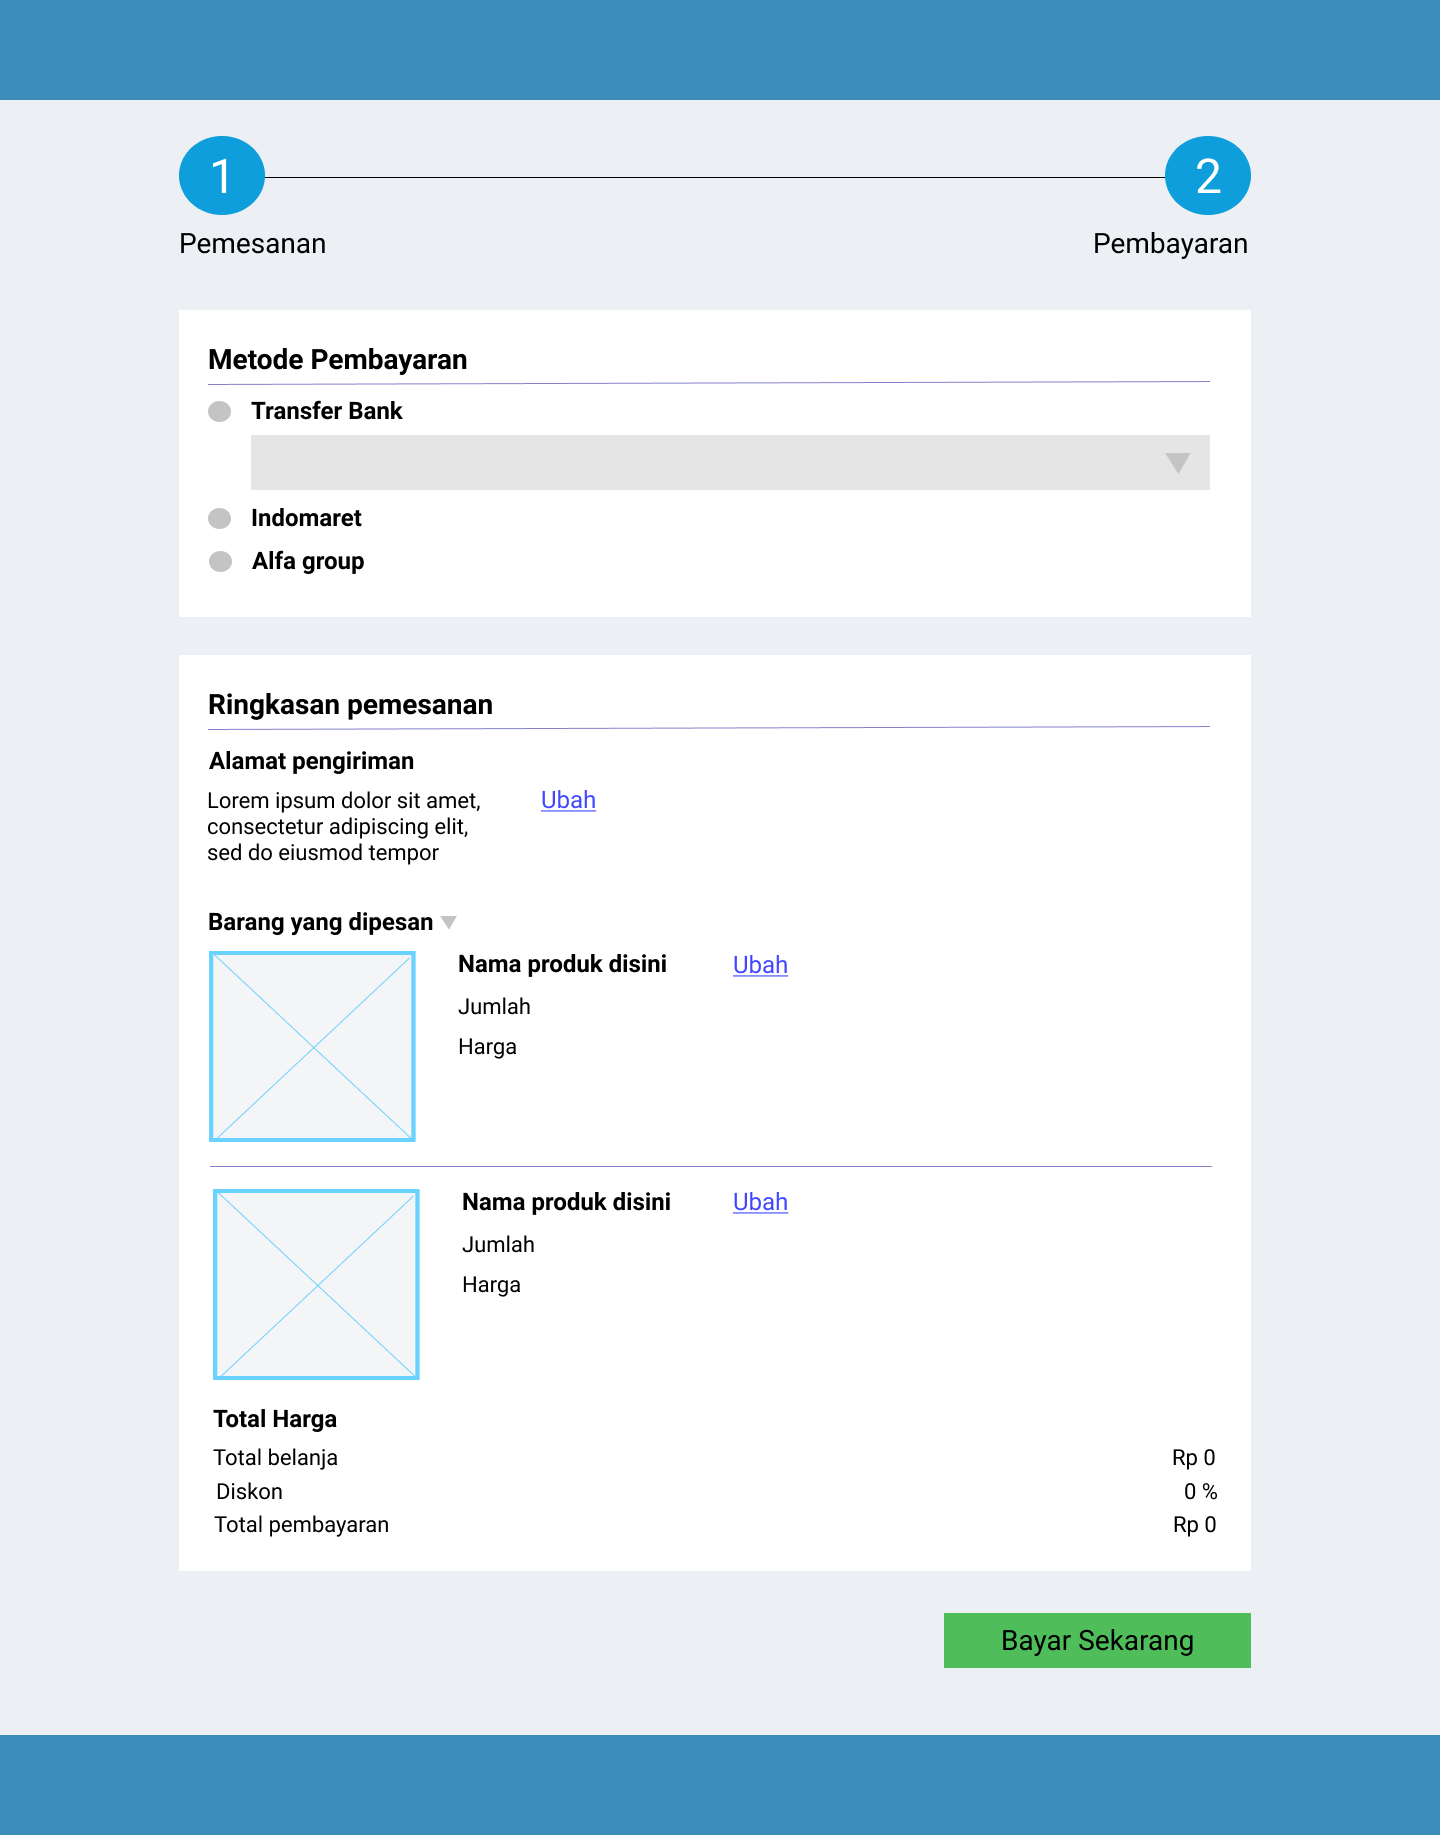 1
2
Pemesanan
Pembayaran
Metode Pembayaran
Transfer Bank
Indomaret
Alfa group
Ringkasan pemesanan
Alamat pengiriman
Lorem ipsum dolor sit amet,
consectetur adipiscing elit,
sed do eiusmod tempor
Ubah
Barang yang dipesan
Nama produk disini
Ubah
Jumlah
Harga
Nama produk disini
Ubah
Jumlah
Harga
Total Harga
Total belanja
Rp 0
Diskon
0 %
Total pembayaran
Rp 0
Bayar Sekarang